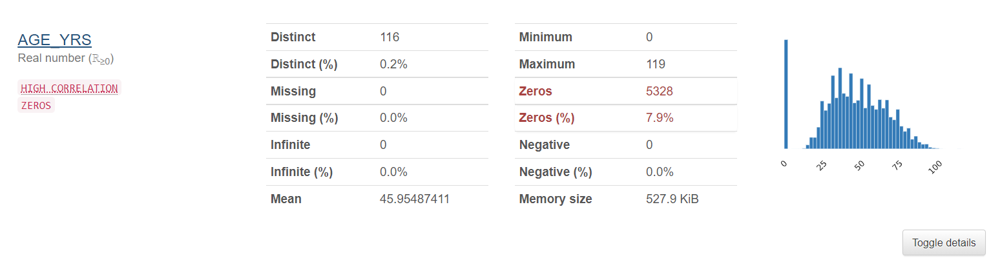 AGE_YRS
Real number (ℝ≥0)
HIGH CORRELATION
ZEROS
Distinct 116
Distinct (%) 0.2%
Missing 0
Missing (%) 0.0%
Infinite 0
Infinite (%) 0.0%
Mean 45.95487411
Minimum 0
Maximum 119
Zeros 5328
Zeros (%) 7.9%
Negative 0
Negative (%) 0.0%
Memory size 527.9 KiB
0 25 50 75 100
Toggle details